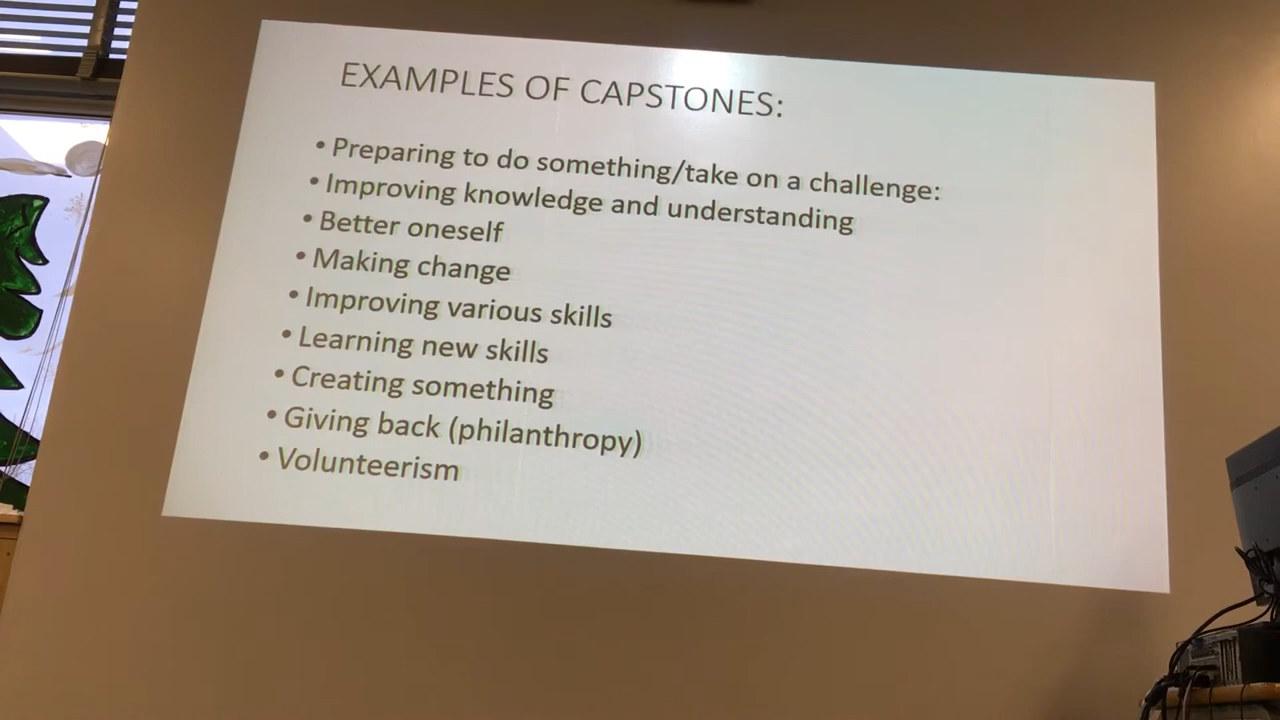 EXAMPLES OF CAPSTONES:
• Preparing to do something/take on a challenge:
• Improving knowledge and understanding
• Better oneself
• Making change
• Improving various skills
• Learning new skills
• Creating something
• Giving back (philanthropy)
• Volunteerism